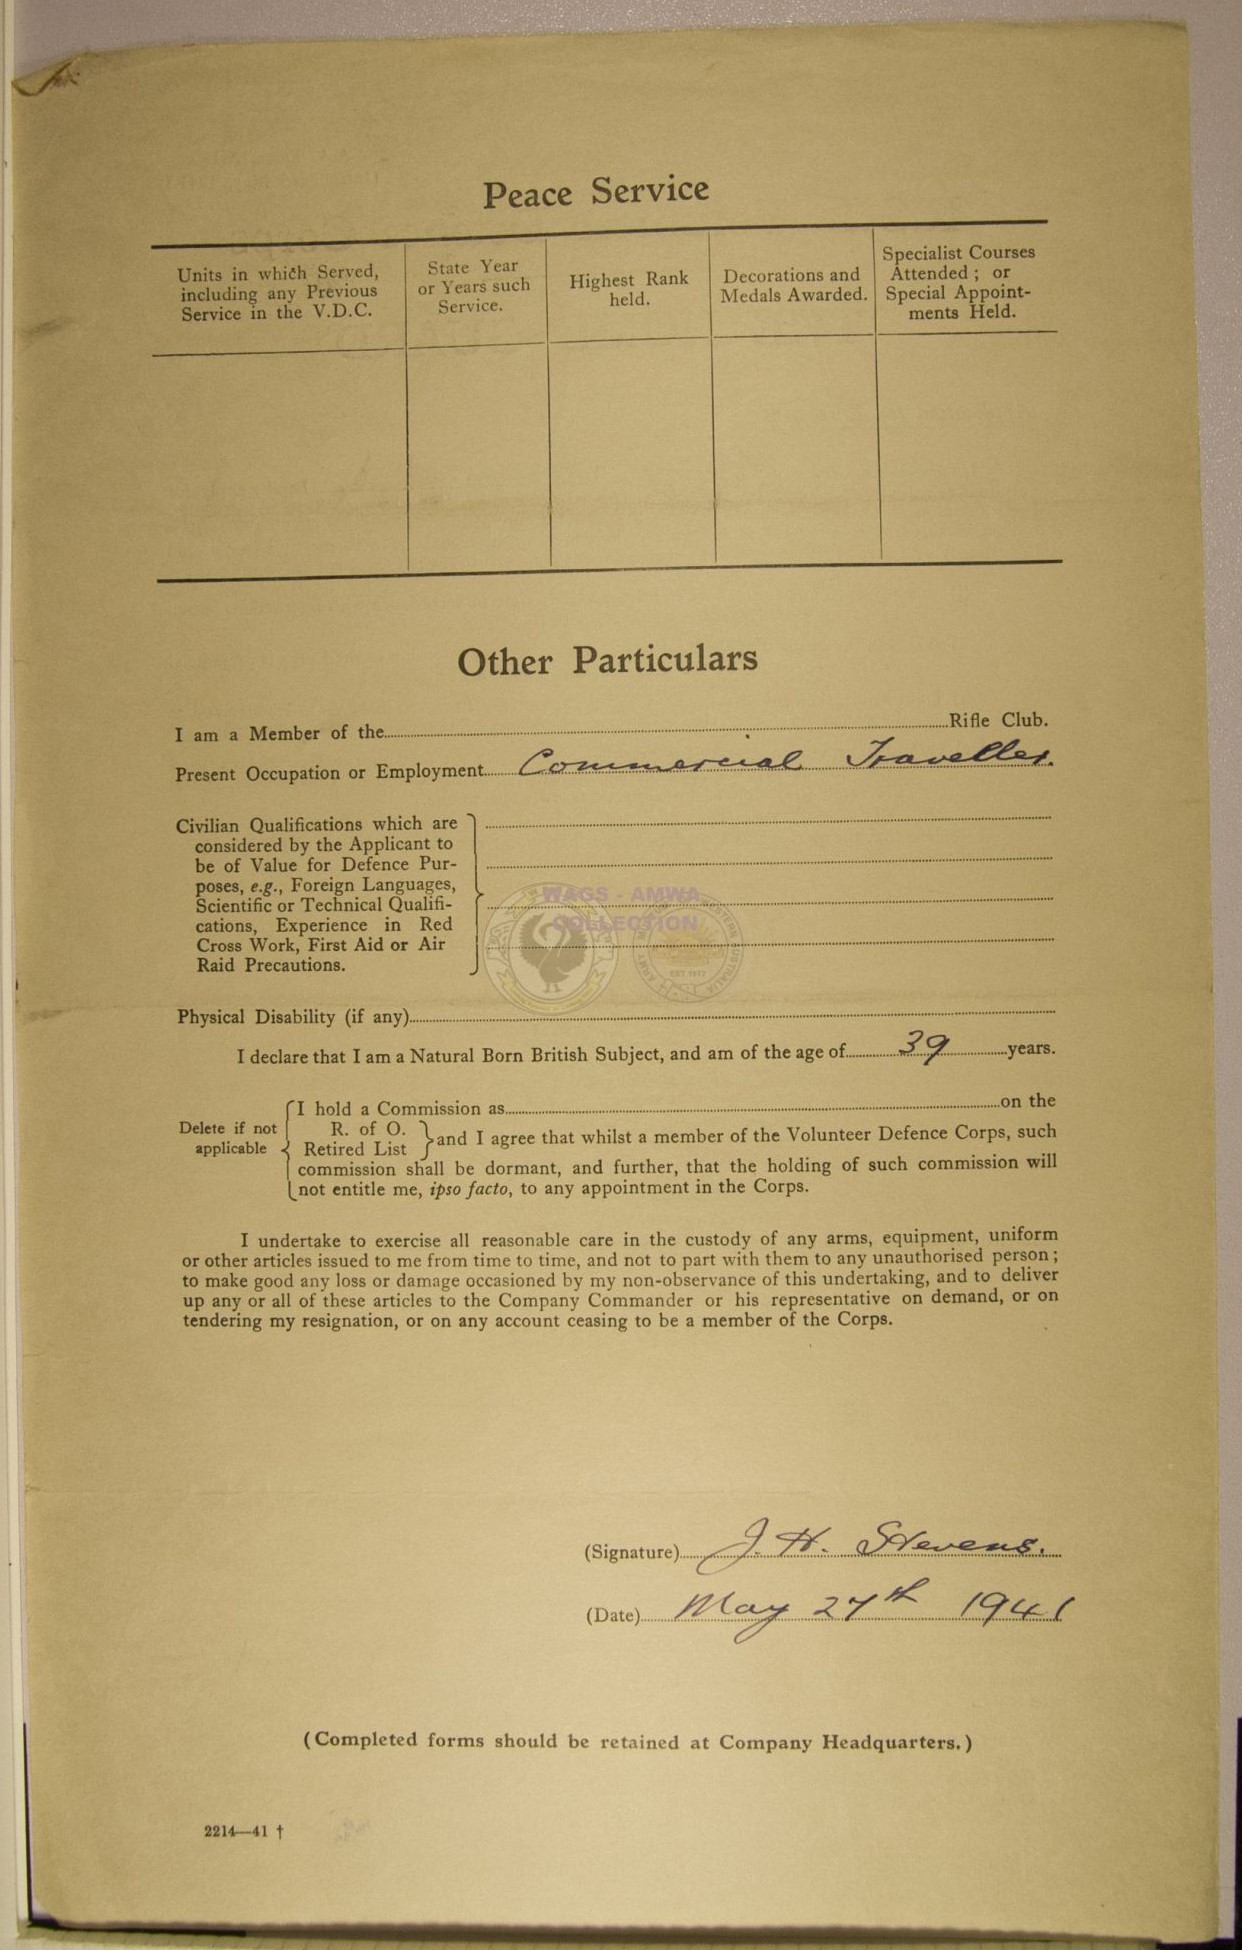 Peace Service
Units in which Served,
including any Previous
Service in the V.D.C.
State Year
or Years such
Service.
Highest Rank
held.
Decorations and
Medals Awarded.
Specialist Courses
Attended ; or
Special Appoint-
ments Held.
Other Particulars
I am a Member of the Rifle Club.
Present Occupation or Employment Commercial Traveller.
Civilian Qualifications which are
considered by the Applicant to
be of Value for Defence Pur-
poses, e.g., Foreign Languages,
Scientific or Technical Qualifi-
cations, Experience in Red
Cross Work, First Aid or Air
Raid Precautions.
WAGS - AMWA
COLLECTION
EST 1917
Physical Disability (if any)
I declare that I am a Natural Born British Subject, and am of the age of 39 years.
Delete if not
applicable
I hold a Commission as on the
R. of O.
Retired List
and I agree that whilst a member of the Volunteer Defence Corps, such
commission shall be dormant, and further, that the holding of such commission will
not entitle me, ipso facto, to any appointment in the Corps.
I undertake to exercise all reasonable care in the custody of any arms, equipment, uniform
or other articles issued to me from time to time, and not to part with them to any unauthorised person ;
to make good any loss or damage occasioned by my non-observance of this undertaking, and to deliver
up any or all of these articles to the Company Commander or his representative on demand, or on
tendering my resignation, or on any account ceasing to be a member of the Corps.
(Signature) J. H. Stevens.
(Date) May 27th 1941
(Completed forms should be retained at Company Headquarters.)
2214—41 †